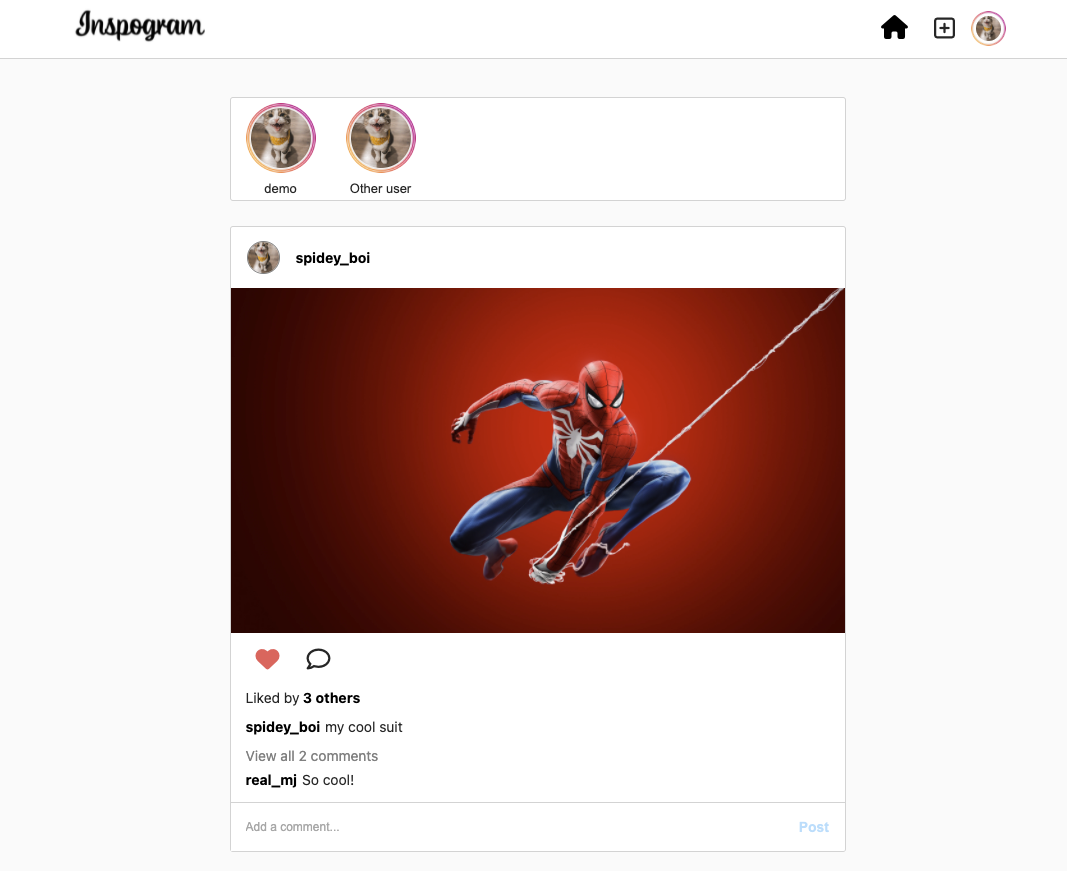 Inspogram
demo
Other user
spidey_boi
Liked by 3 others
spidey_boi my cool suit
View all 2 comments
real_mj So cool!
Add a comment...
Post